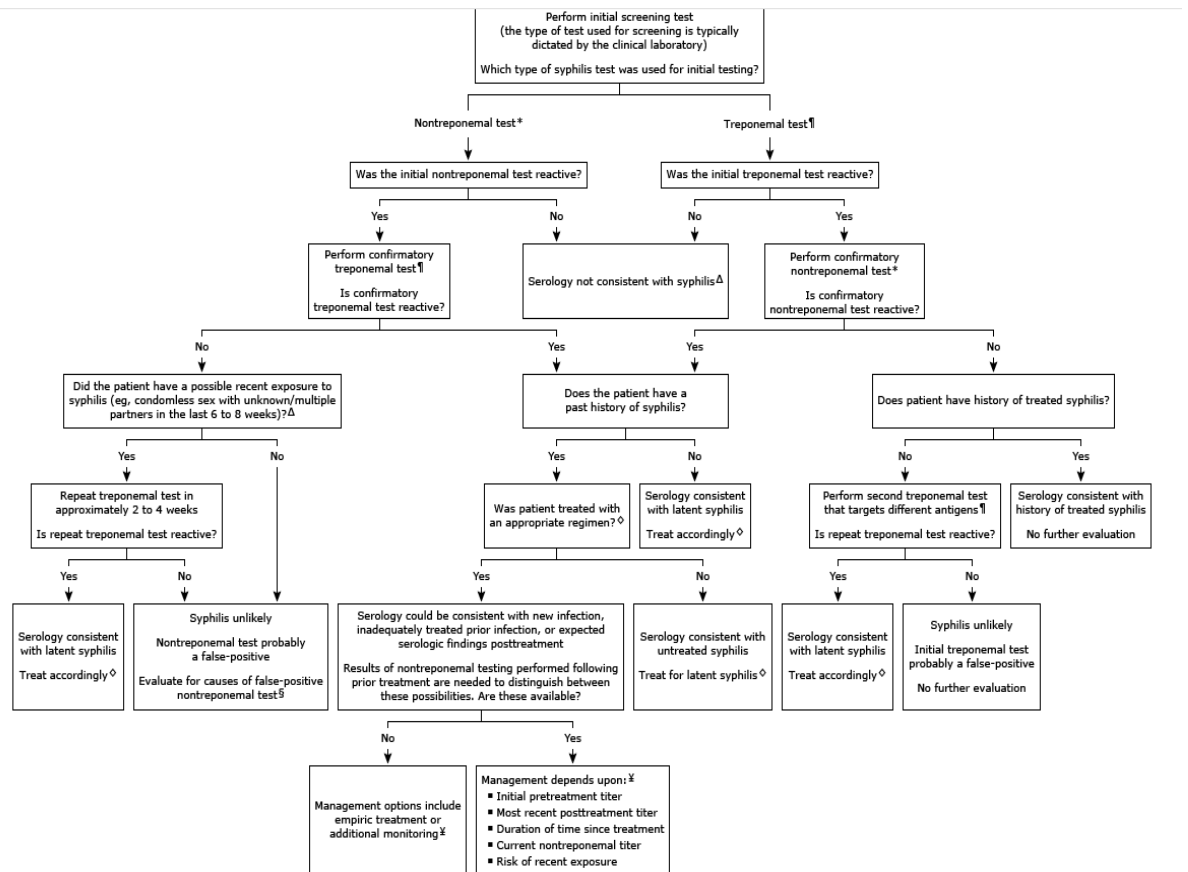 Perform initial screening test
(the type of test used for screening is typically
dictated by the clinical laboratory)
Which type of syphilis test was used for initial testing?
Nontreponemal test*
Treponemal test¶
Was the initial nontreponemal test reactive?
Was the initial treponemal test reactive?
Yes
No
No
Yes
Perform confirmatory
treponemal test¶
Is confirmatory
treponemal test reactive?
Serology not consistent with syphilisΔ
Perform confirmatory
nontreponemal test*
Is confirmatory
nontreponemal test reactive?
No
Yes
Yes
No
Did the patient have a possible recent exposure to
syphilis (eg, condomless sex with unknown/multiple
partners in the last 6 to 8 weeks)?Δ
Does the patient have a
past history of syphilis?
Does patient have history of treated syphilis?
Yes
No
Yes
No
No
Yes
Repeat treponemal test in
approximately 2 to 4 weeks
Is repeat treponemal test reactive?
Was patient treated with
an appropriate regimen?◊
Serology consistent
with latent syphilis
Treat accordingly◊
Perform second treponemal test
that targets different antigens¶
Is repeat treponemal test reactive?
Serology consistent with
history of treated syphilis
No further evaluation
Yes
No
Yes
No
Yes
No
Serology consistent
with latent syphilis
Treat accordingly◊
Syphilis unlikely
Nontreponemal test probably
a false-positive
Evaluate for causes of false-positive
nontreponemal test§
Serology could be consistent with new infection,
inadequately treated prior infection, or expected
serologic findings posttreatment
Results of nontreponemal testing performed following
prior treatment are needed to distinguish between
these possibilities. Are these available?
Serology consistent with
untreated syphilis
Treat for latent syphilis◊
Serology consistent
with latent syphilis
Treat accordingly◊
Syphilis unlikely
Initial treponemal test
probably a false-positive
No further evaluation
No
Yes
Management options include
empiric treatment or
additional monitoring¥
Management depends upon:¥
▪ Initial pretreatment titer
▪ Most recent posttreatment titer
▪ Duration of time since treatment
▪ Current nontreponemal titer
▪ Risk of recent exposure